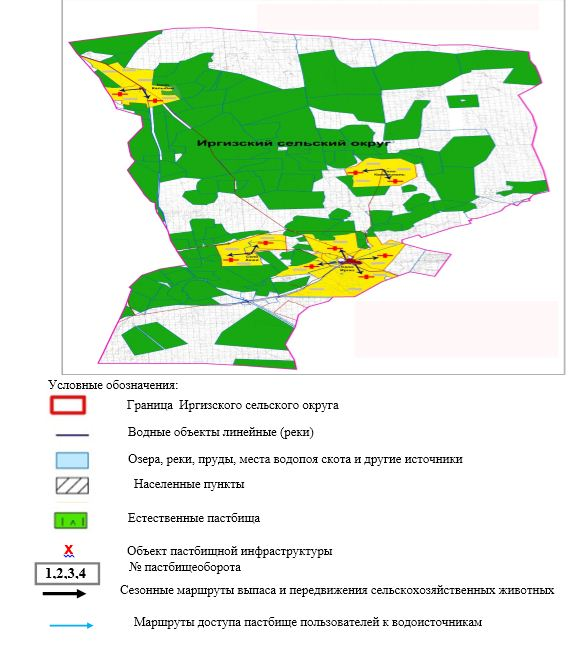 Иргизский сельский округ
Условные обозначения:
Граница Иргизского сельского округа
Водные объекты линейные (реки)
Озера, реки, пруды, места водопоя скота и другие источники
Населенные пункты
Естественные пастбища
X Объект пастбищной инфраструктуры
1,2,3,4 № пастбищеоборота
Сезонные маршруты выпаса и передвижения сельскохозяйственных животных
Маршруты доступа пастбище пользователей к водоисточникам